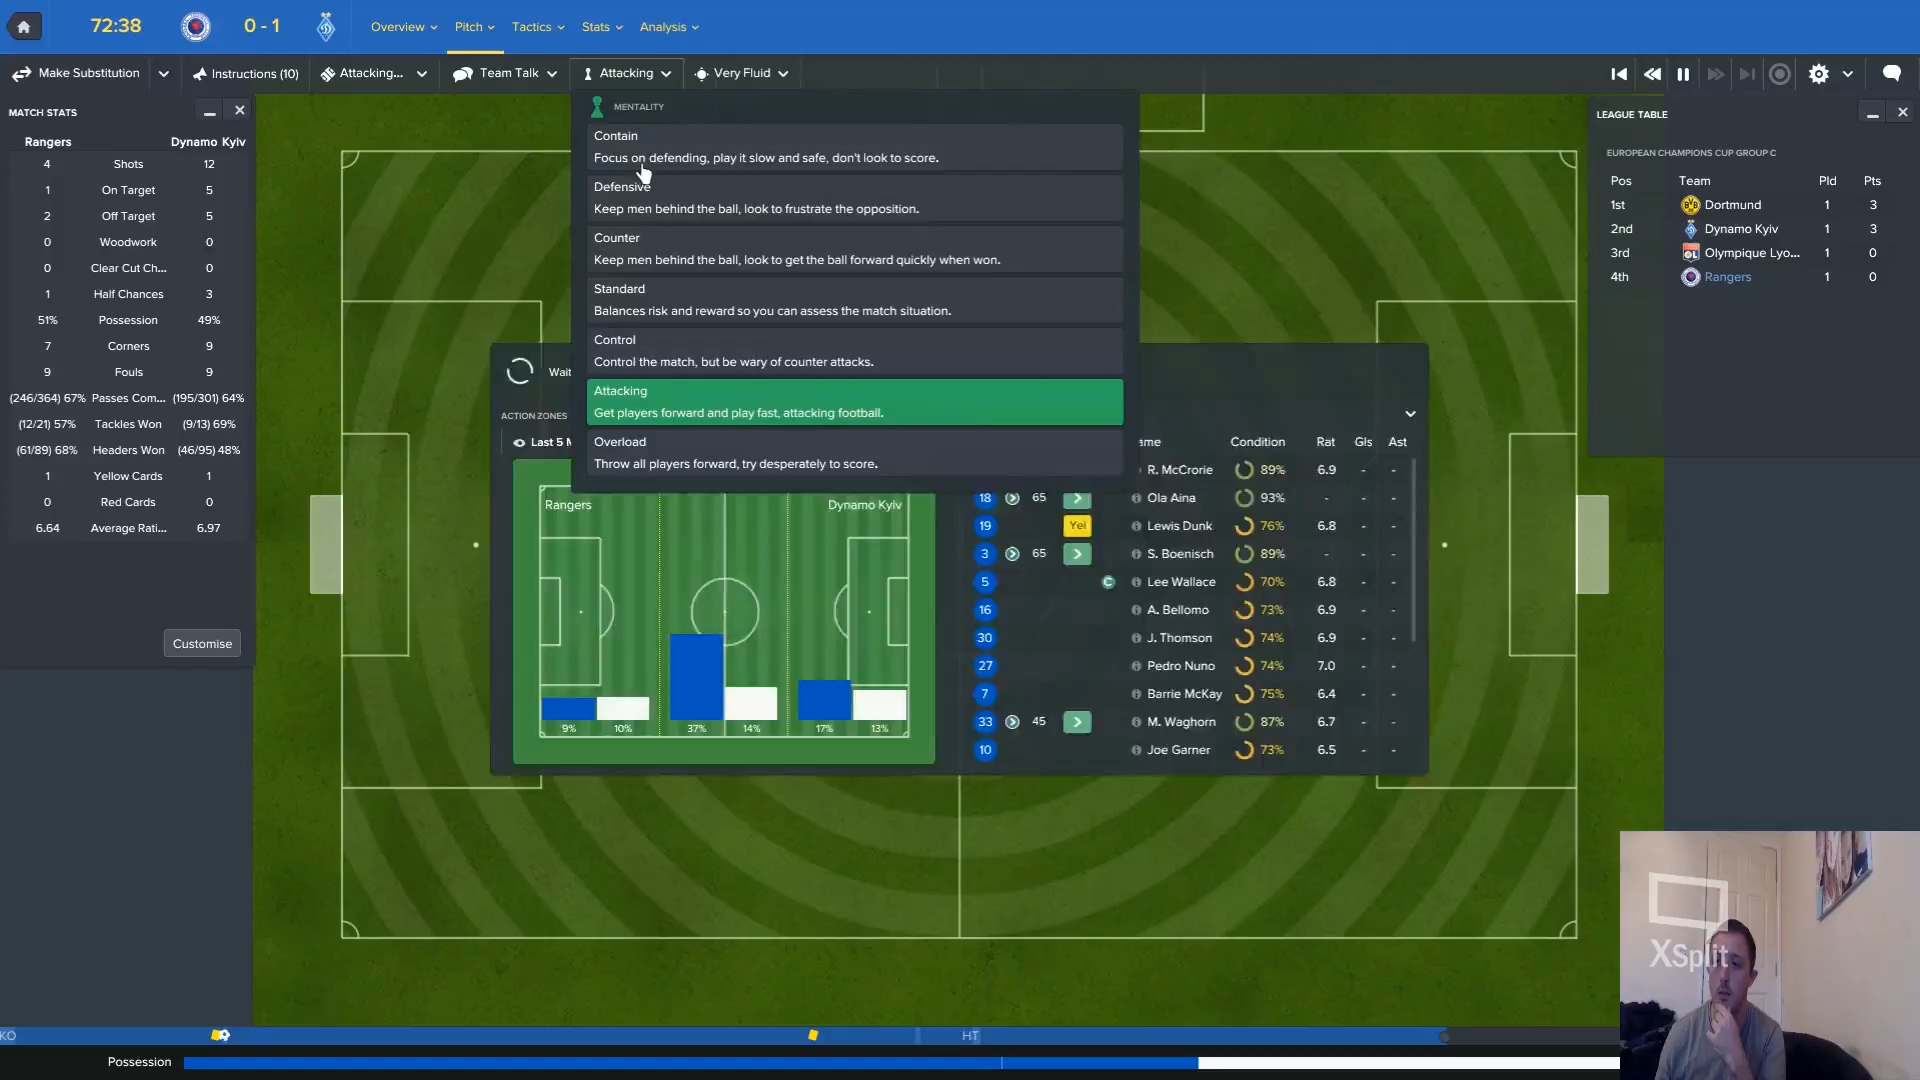 72:38
0 - 1
Overview
Pitch
Tactics
Stats
Analysis
Make Substitution
Instructions (10)
Attacking...
Team Talk
Attacking
Very Fluid
MATCH STATS
Rangers Dynamo Kyiv
4 Shots 12
1 On Target 5
2 Off Target 5
0 Woodwork 0
0 Clear Cut Ch... 0
1 Half Chances 3
51% Possession 49%
7 Corners 9
9 Fouls 9
(246/364) 67% Passes Com... (195/301) 64%
(12/21) 57% Tackles Won (9/13) 69%
(61/89) 68% Headers Won (46/95) 48%
1 Yellow Cards 1
0 Red Cards 0
6.64 Average Rati... 6.97
Customise
MENTALITY
Contain
Focus on defending, play it slow and safe, don't look to score.
Defensive
Keep men behind the ball, look to frustrate the opposition.
Counter
Keep men behind the ball, look to get the ball forward quickly when won.
Standard
Balances risk and reward so you can assess the match situation.
Control
Control the match, but be wary of counter attacks.
Attacking
Get players forward and play fast, attacking football.
Overload
Throw all players forward, try desperately to score.
Wait
ACTION ZONES
Last 5 M
Rangers Dynamo Kyiv
9% 10% 37% 14% 17% 13%
ame Condition Rat Gls Ast
R. McCrorie 89% 6.9 - -
18 65 Ola Aina 93% - - -
19 Yel Lewis Dunk 76% 6.8 - -
3 65 S. Boenisch 89% - - -
5 C Lee Wallace 70% 6.8 - -
16 A. Bellomo 73% 6.9 - -
30 J. Thomson 74% 6.9 - -
27 Pedro Nuno 74% 7.0 - -
7 Barrie McKay 75% 6.4 - -
33 45 M. Waghorn 87% 6.7 - -
10 Joe Garner 73% 6.5 - -
LEAGUE TABLE
EUROPEAN CHAMPIONS CUP GROUP C
Pos Team Pld Pts
1st Dortmund 1 3
2nd Dynamo Kyiv 1 3
3rd Olympique Lyo... 1 0
4th Rangers 1 0
XSplit
KO
HT
Possession